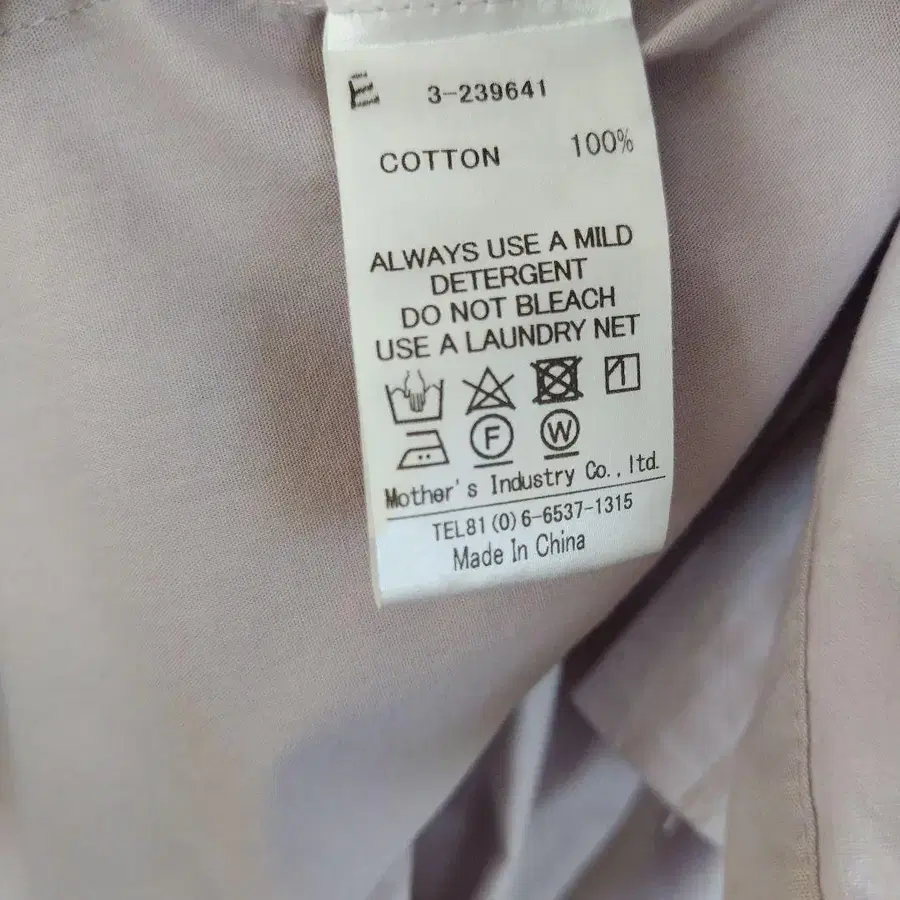 E 3-239641
COTTON 100%
ALWAYS USE A MILD
DETERGENT
DO NOT BLEACH
USE A LAUNDRY NET
F W
Mother's Industry Co.,ltd.
TEL81(0)6-6537-1315
Made In China